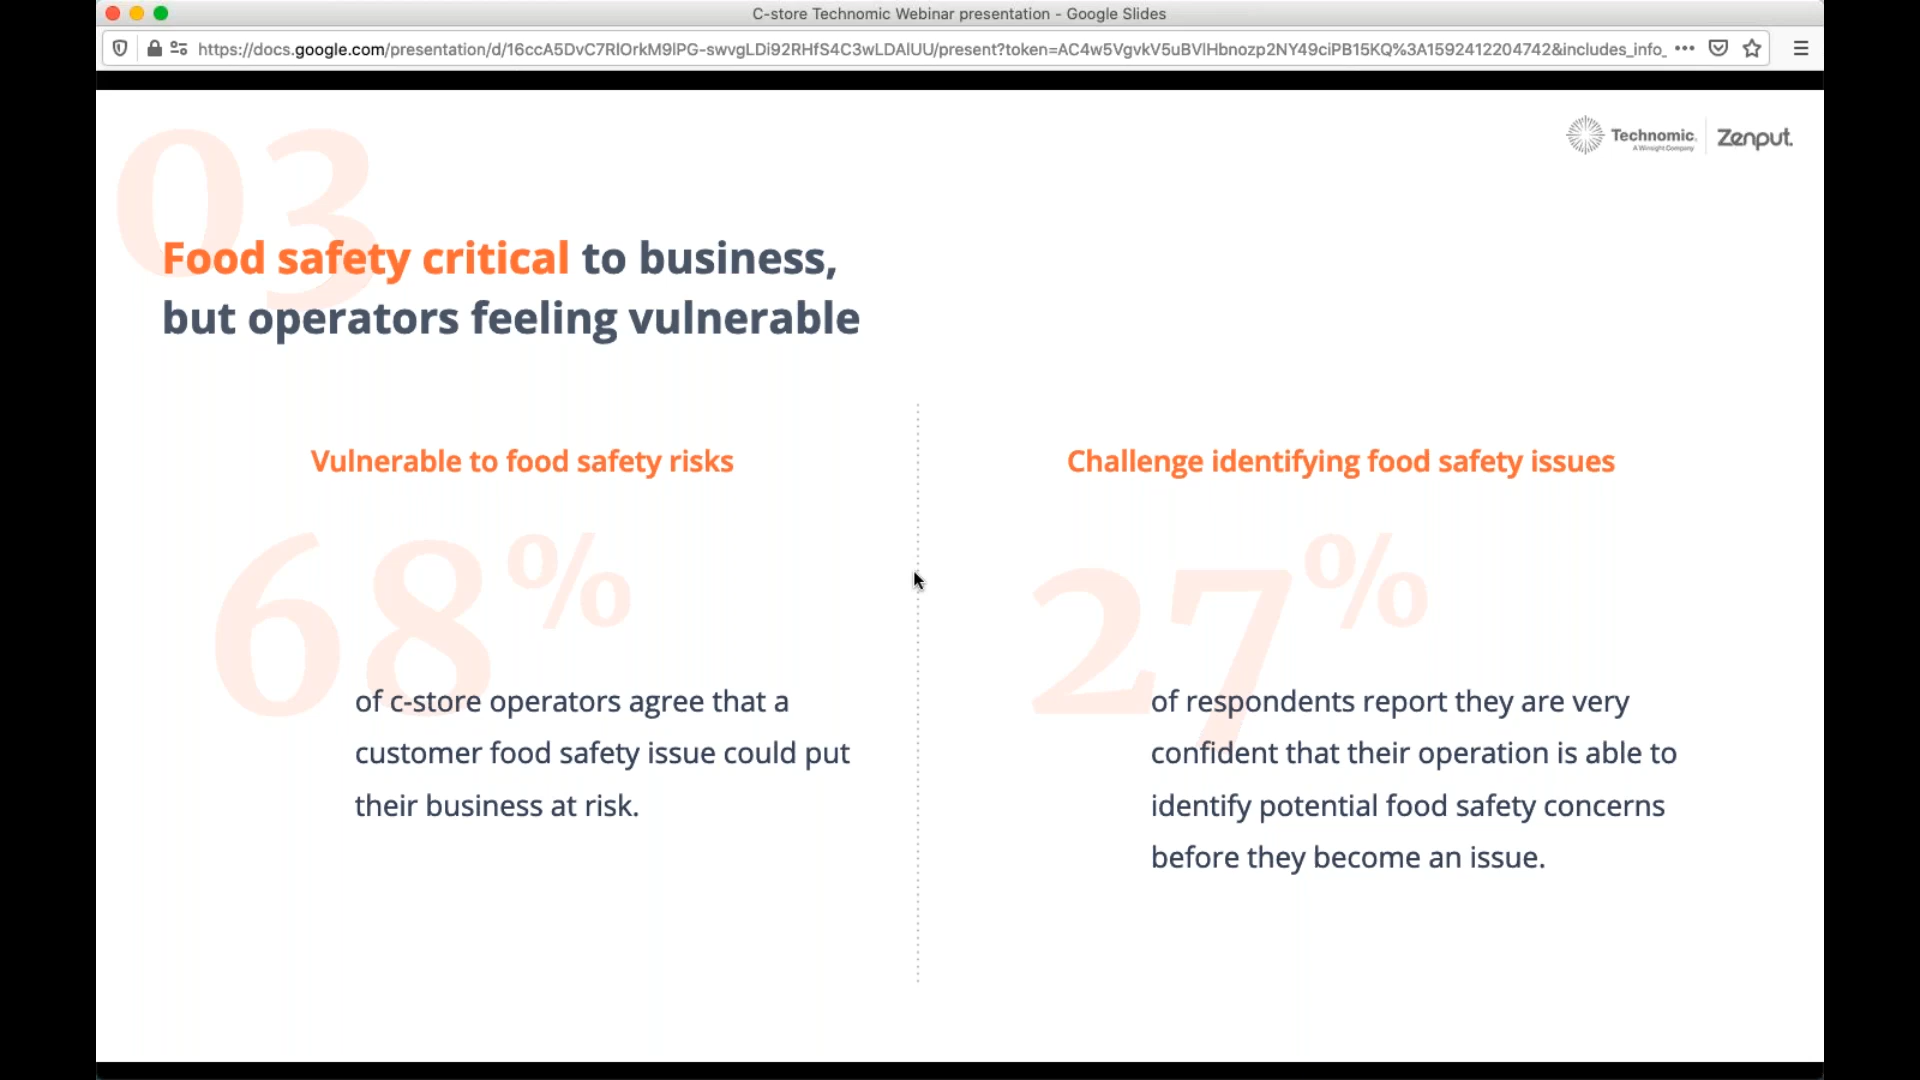 C-store Technomic Webinar presentation - Google Slides
https://docs.google.com/presentation/d/16ccA5DvC7RlOrkM9lPG-swvgLDi92RHfS4C3wLDAlUU/present?token=AC4w5VgvkV5uBVlHbnozp2NY49ciPB15KQ%3A1592412204742&includes_info_
03
Technomic.
A Winsight Company
Zenput.
Food safety critical to business,
but operators feeling vulnerable
Vulnerable to food safety risks
68%
of c-store operators agree that a
customer food safety issue could put
their business at risk.
Challenge identifying food safety issues
27%
of respondents report they are very
confident that their operation is able to
identify potential food safety concerns
before they become an issue.